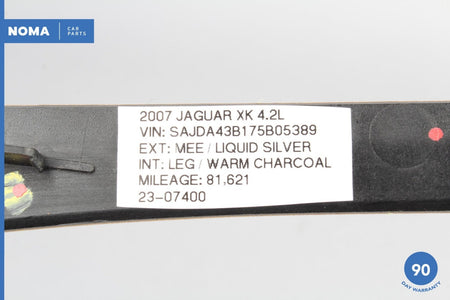 NOMA CAR
PARTS
2007 JAGUAR XK 4.2L
VIN: SAJDA43B175B05389
EXT: MEE / LIQUID SILVER
INT: LEG / WARM CHARCOAL
MILEAGE: 81,621
23-07400
90
DAY WARRANTY